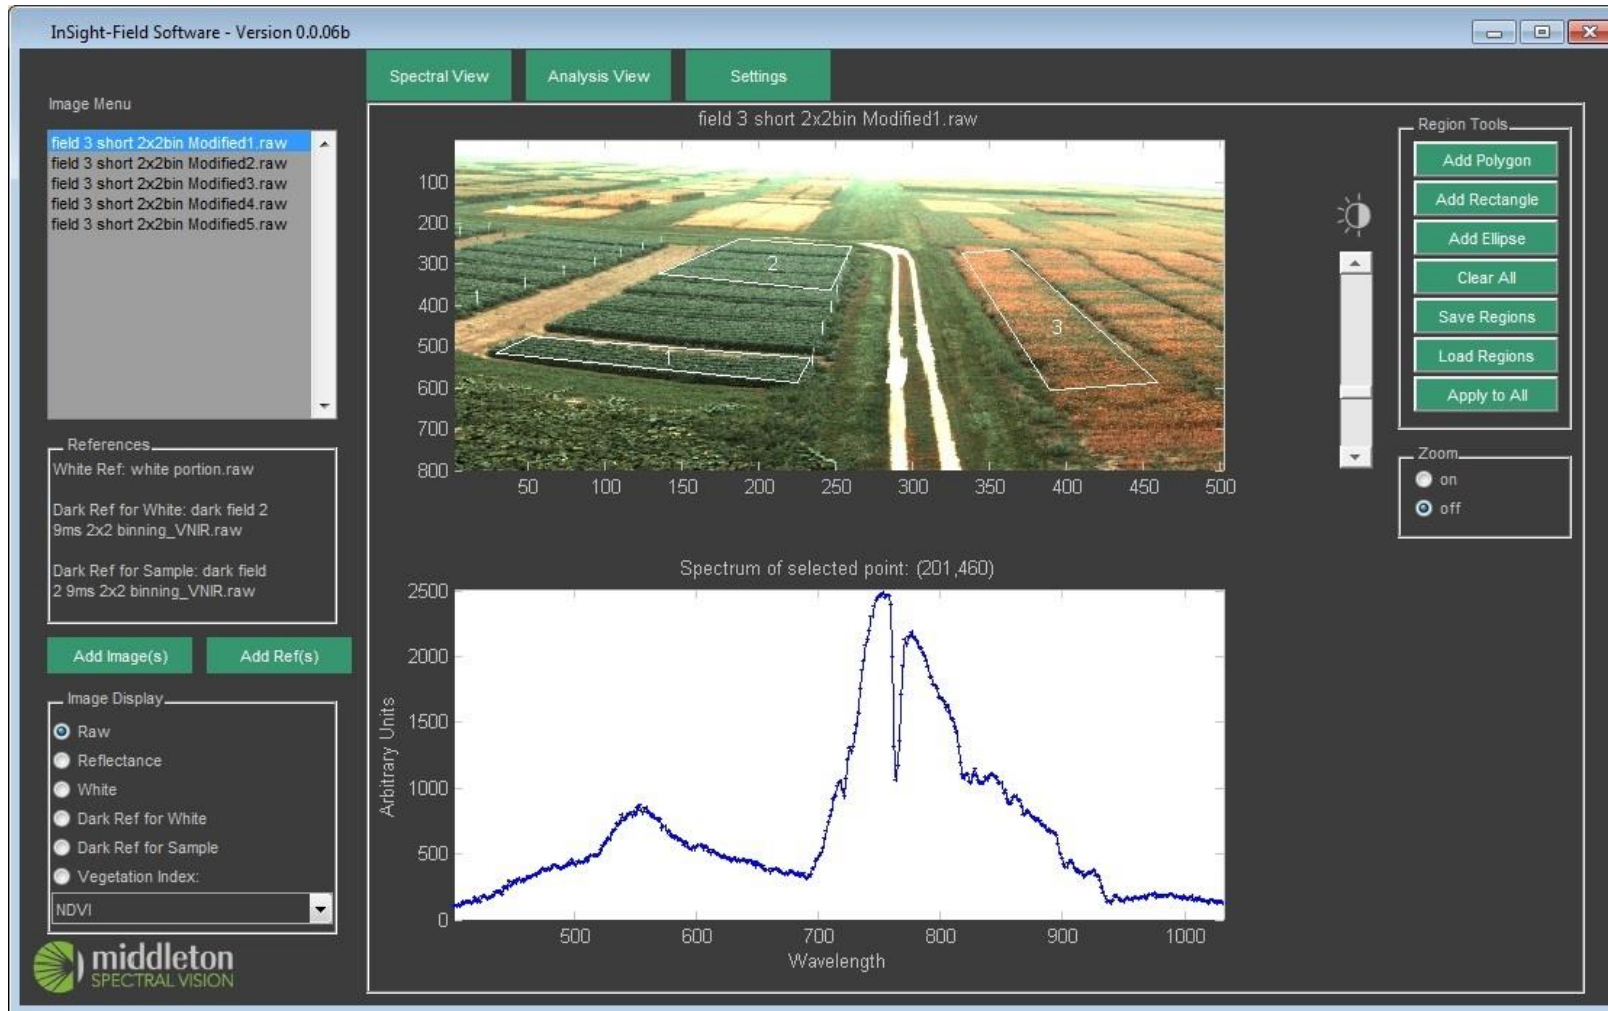 InSight-Field Software - Version 0.0.06b
Spectral View
Analysis View
Settings
Image Menu
field 3 short 2x2bin Modified1.raw
field 3 short 2x2bin Modified2.raw
field 3 short 2x2bin Modified3.raw
field 3 short 2x2bin Modified4.raw
field 3 short 2x2bin Modified5.raw
References
White Ref: white portion.raw
Dark Ref for White: dark field 2
9ms 2x2 binning_VNIR.raw
Dark Ref for Sample: dark field
2 9ms 2x2 binning_VNIR.raw
Add Image(s)
Add Ref(s)
Image Display
Raw
Reflectance
White
Dark Ref for White
Dark Ref for Sample
Vegetation Index:
NDVI
middleton
SPECTRAL VISION
field 3 short 2x2bin Modified1.raw
100
200
300
400
500
600
700
800
2
3
1
50 100 150 200 250 300 350 400 450 500
Spectrum of selected point: (201,460)
2500
2000
1500
1000
500
0
Arbitrary Units
500 600 700 800 900 1000
Wavelength
Region Tools
Add Polygon
Add Rectangle
Add Ellipse
Clear All
Save Regions
Load Regions
Apply to All
Zoom
on
off